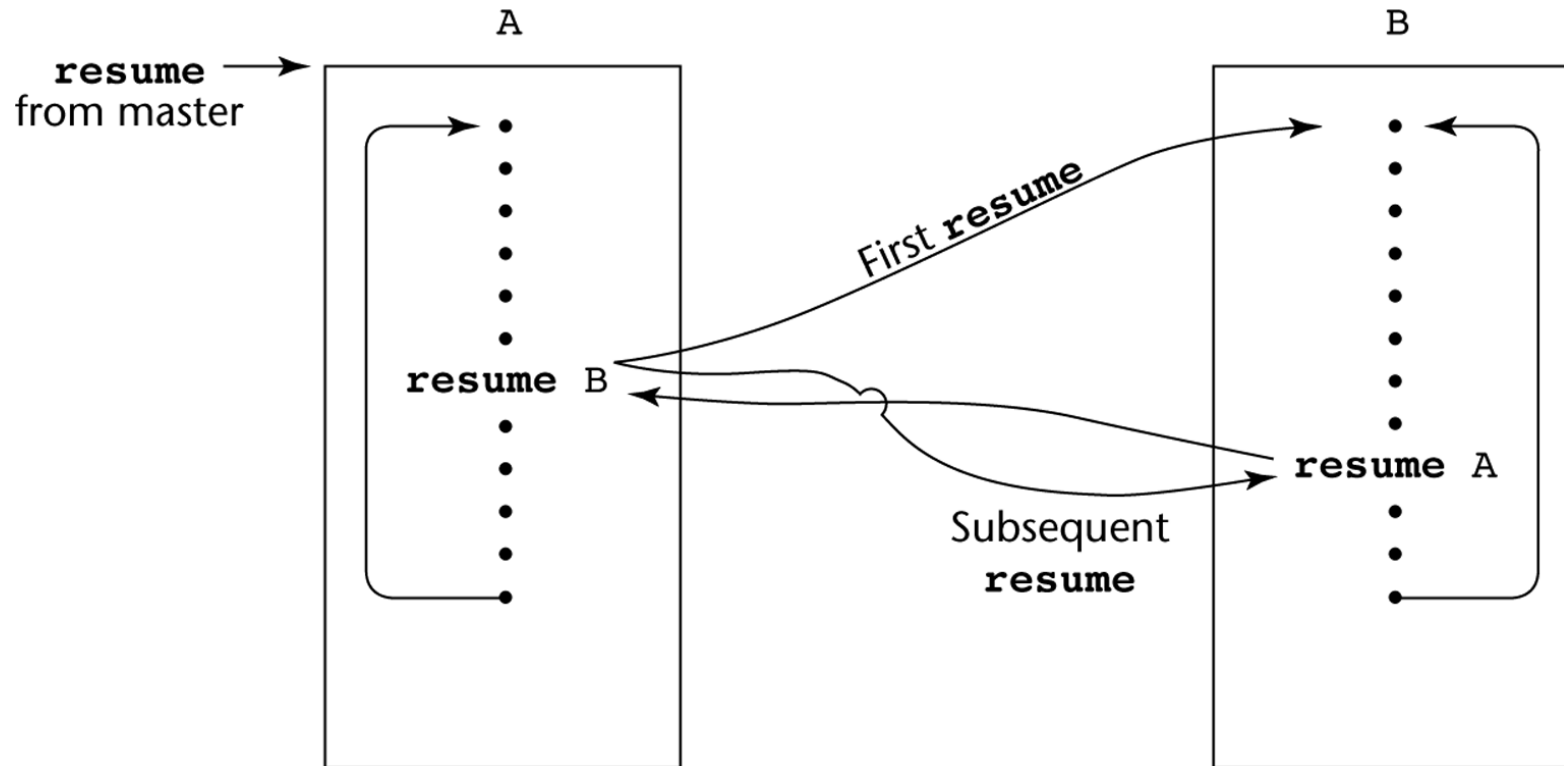 A
B
resume
from master
First resume
resume B
resume A
Subsequent
resume